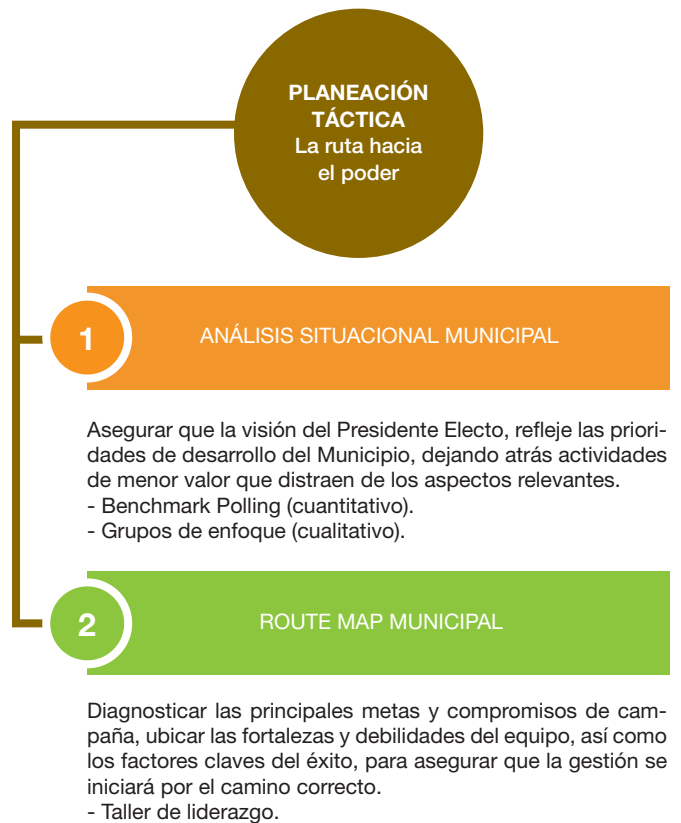 PLANEACIÓN
TÁCTICA
La ruta hacia
el poder
1
ANÁLISIS SITUACIONAL MUNICIPAL
Asegurar que la visión del Presidente Electo, refleje las priori-
dades de desarrollo del Municipio, dejando atrás actividades
de menor valor que distraen de los aspectos relevantes.
- Benchmark Polling (cuantitativo).
- Grupos de enfoque (cualitativo).
2
ROUTE MAP MUNICIPAL
Diagnosticar las principales metas y compromisos de cam-
paña, ubicar las fortalezas y debilidades del equipo, así como
los factores claves del éxito, para asegurar que la gestión se
iniciará por el camino correcto.
- Taller de liderazgo.